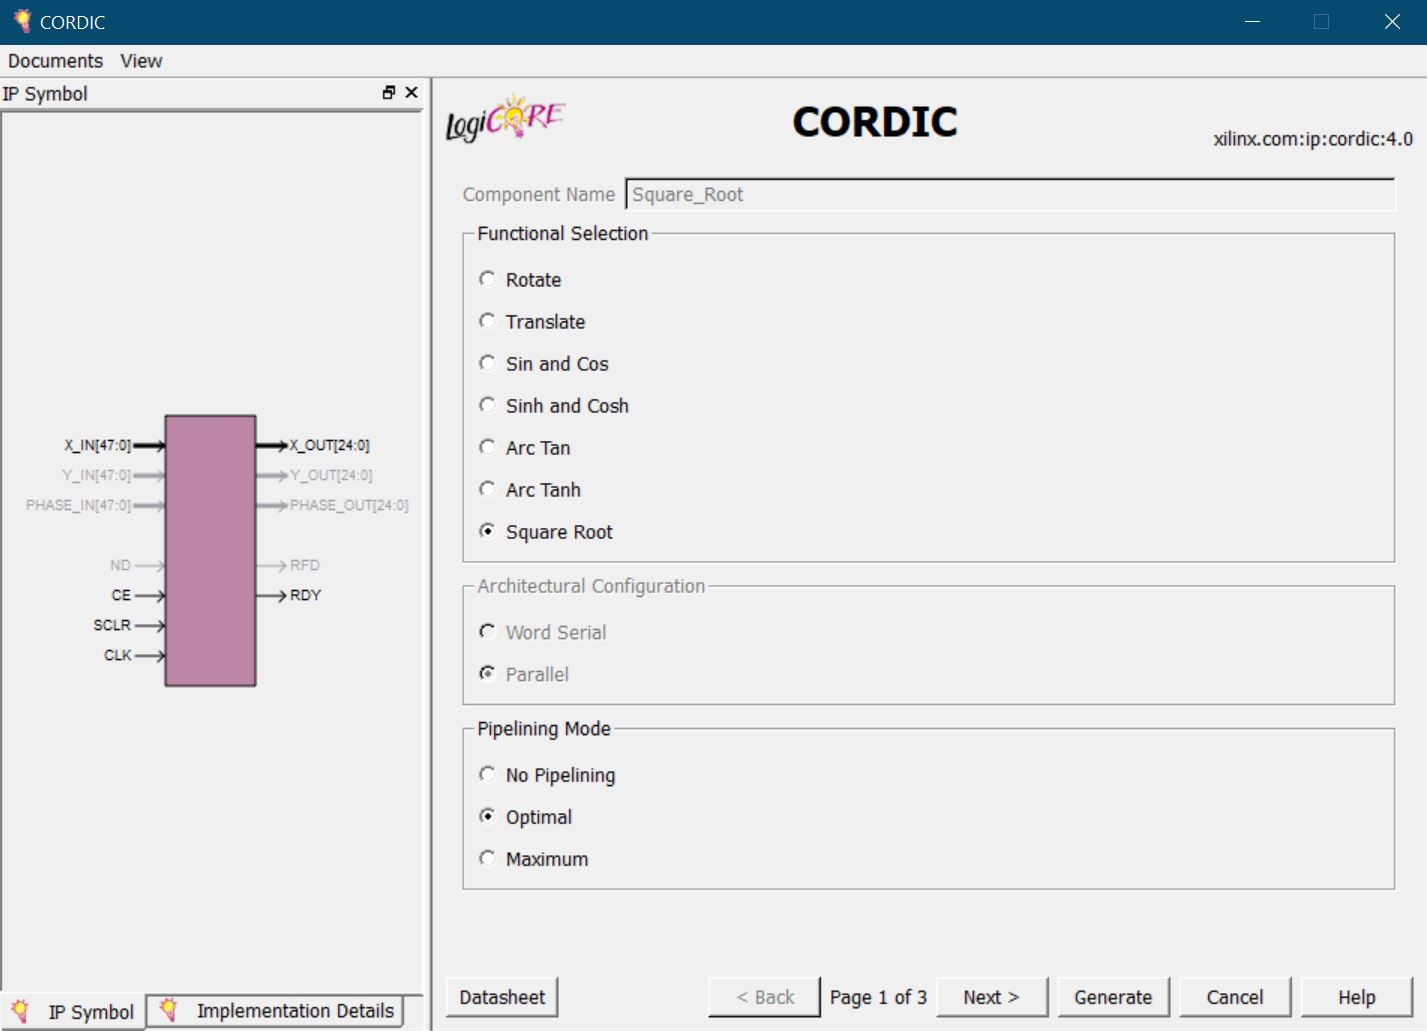 CORDIC
Documents View
IP Symbol
LogiCORE
CORDIC
xilinx.com:ip:cordic:4.0
Component Name Square_Root
Functional Selection
Rotate
Translate
Sin and Cos
Sinh and Cosh
Arc Tan
Arc Tanh
Square Root
Architectural Configuration
Word Serial
Parallel
Pipelining Mode
No Pipelining
Optimal
Maximum
X_IN[47:0] X_OUT[24:0]
Y_IN[47:0] Y_OUT[24:0]
PHASE_IN[47:0] PHASE_OUT[24:0]
ND RFD
CE RDY
SCLR
CLK
IP Symbol Implementation Details
Datasheet < Back Page 1 of 3 Next > Generate Cancel Help